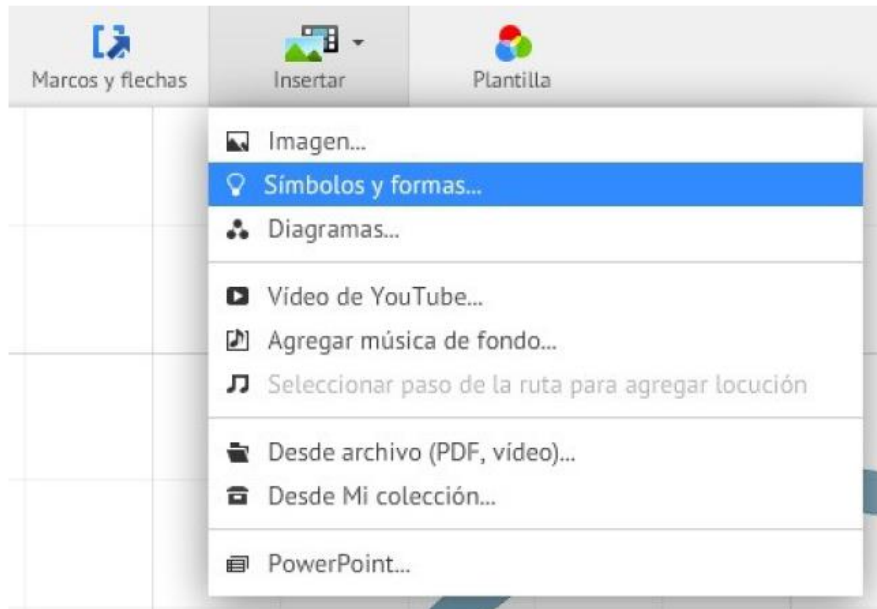 Marcos y flechas
Insertar
Plantilla
Imagen...
Símbolos y formas...
Diagramas...
Vídeo de YouTube...
Agregar música de fondo...
Seleccionar paso de la ruta para agregar locución
Desde archivo (PDF, vídeo)...
Desde Mi colección...
PowerPoint...